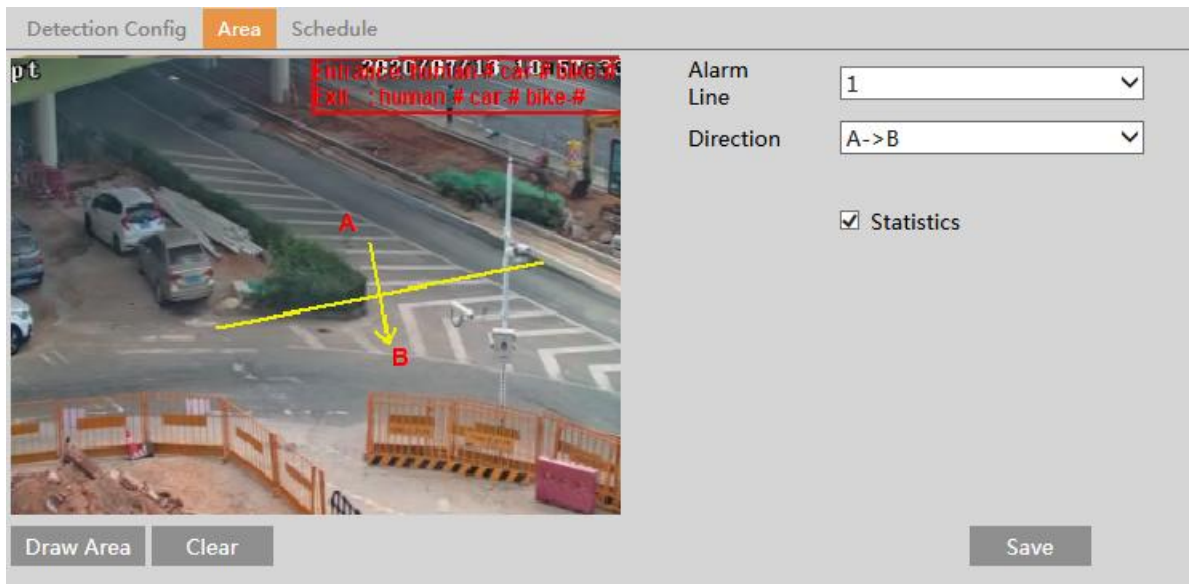 Detection Config Area Schedule
pt
Entrance: human # car # bike #
Exit : human # car # bike #
Alarm
Line
1
Direction
A->B
Statistics
A
B
Draw Area Clear
Save